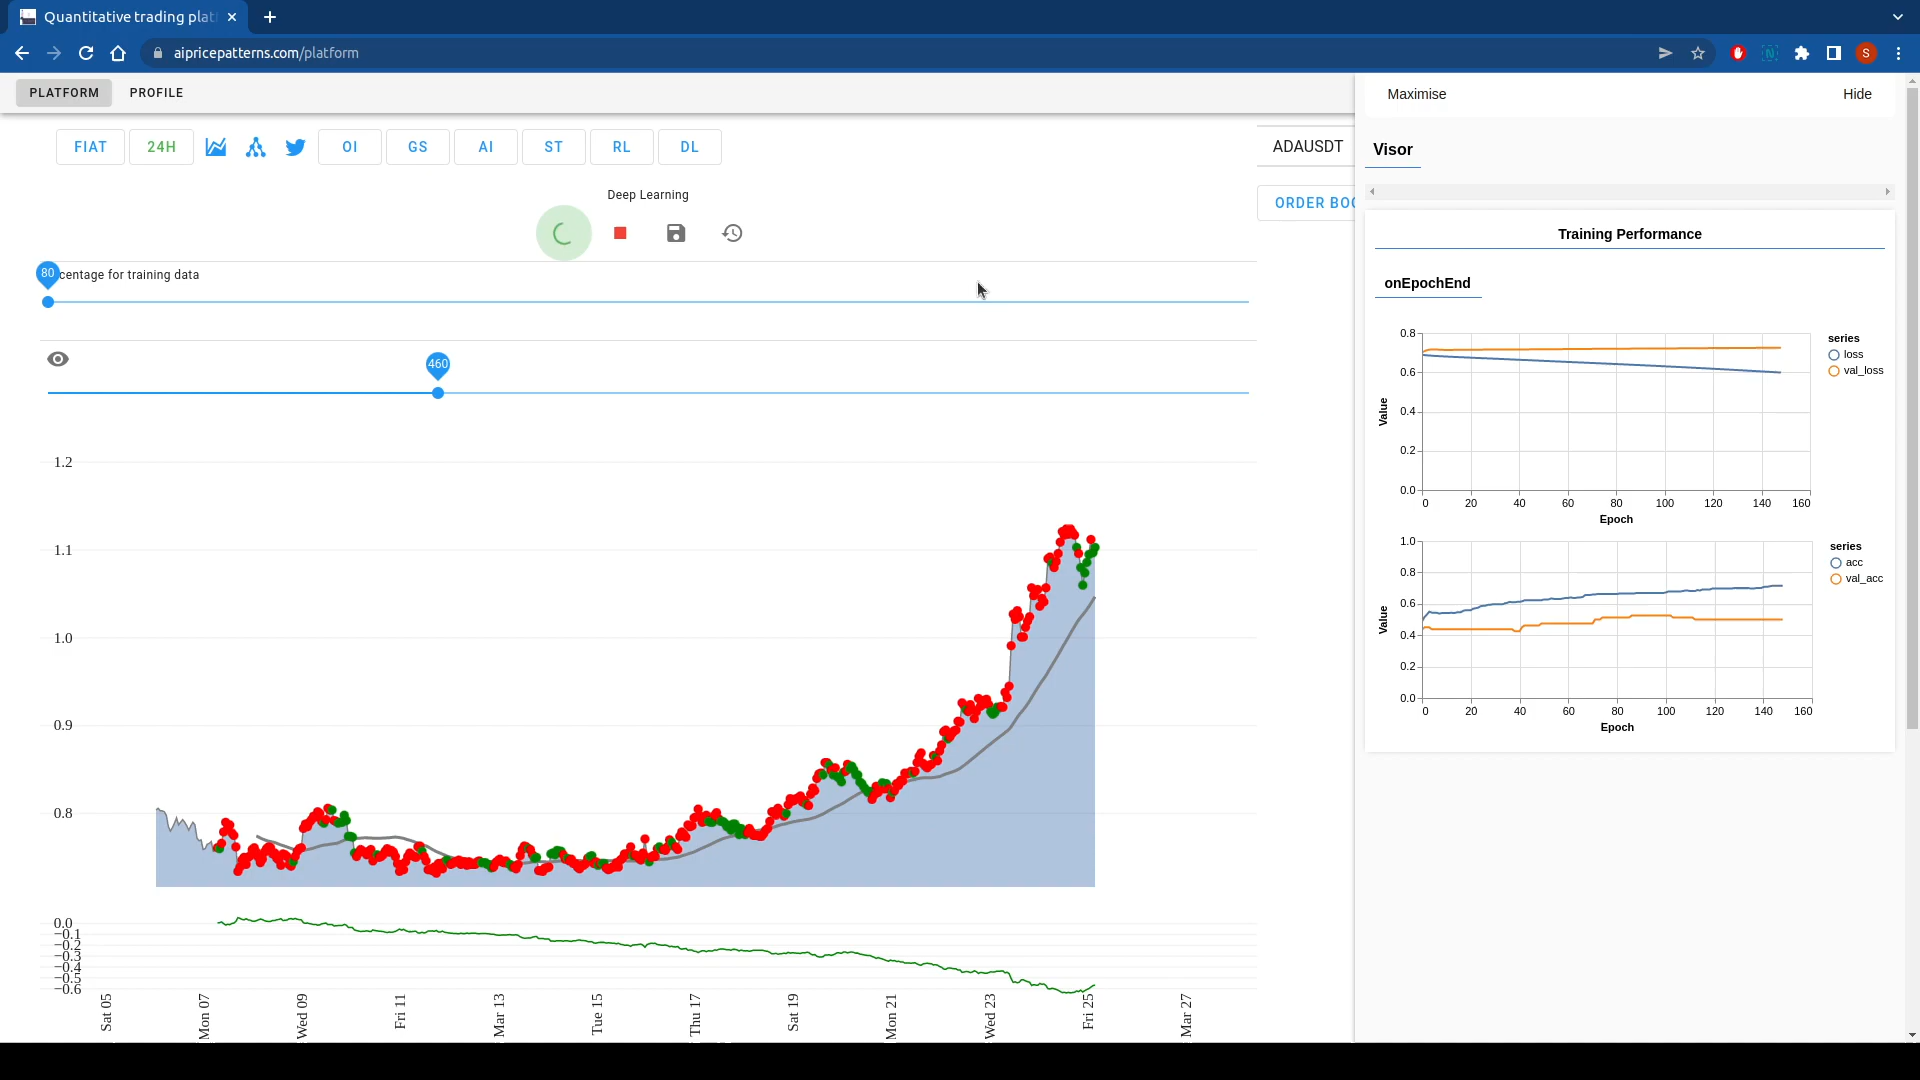 Quantitative trading plat
aipricepatterns.com/platform
S
PLATFORM PROFILE
FIAT 24H OI GS AI ST RL DL
ADAUSDT
Deep Learning
ORDER BOO
80 centage for training data
460
1.2
1.1
1.0
0.9
0.8
0.0
−0.1
−0.2
−0.3
−0.4
−0.5
−0.6
Sat 05 Mon 07 Wed 09 Fri 11 Mar 13 Tue 15 Thu 17 Sat 19 Mon 21 Wed 23 Fri 25 Mar 27
Maximise Hide
Visor
Training Performance
onEpochEnd
0.8
0.6
0.4
0.2
0.0
Value
0 20 40 60 80 100 120 140 160
Epoch
series
loss
val_loss
1.0
0.8
0.6
0.4
0.2
0.0
Value
0 20 40 60 80 100 120 140 160
Epoch
series
acc
val_acc